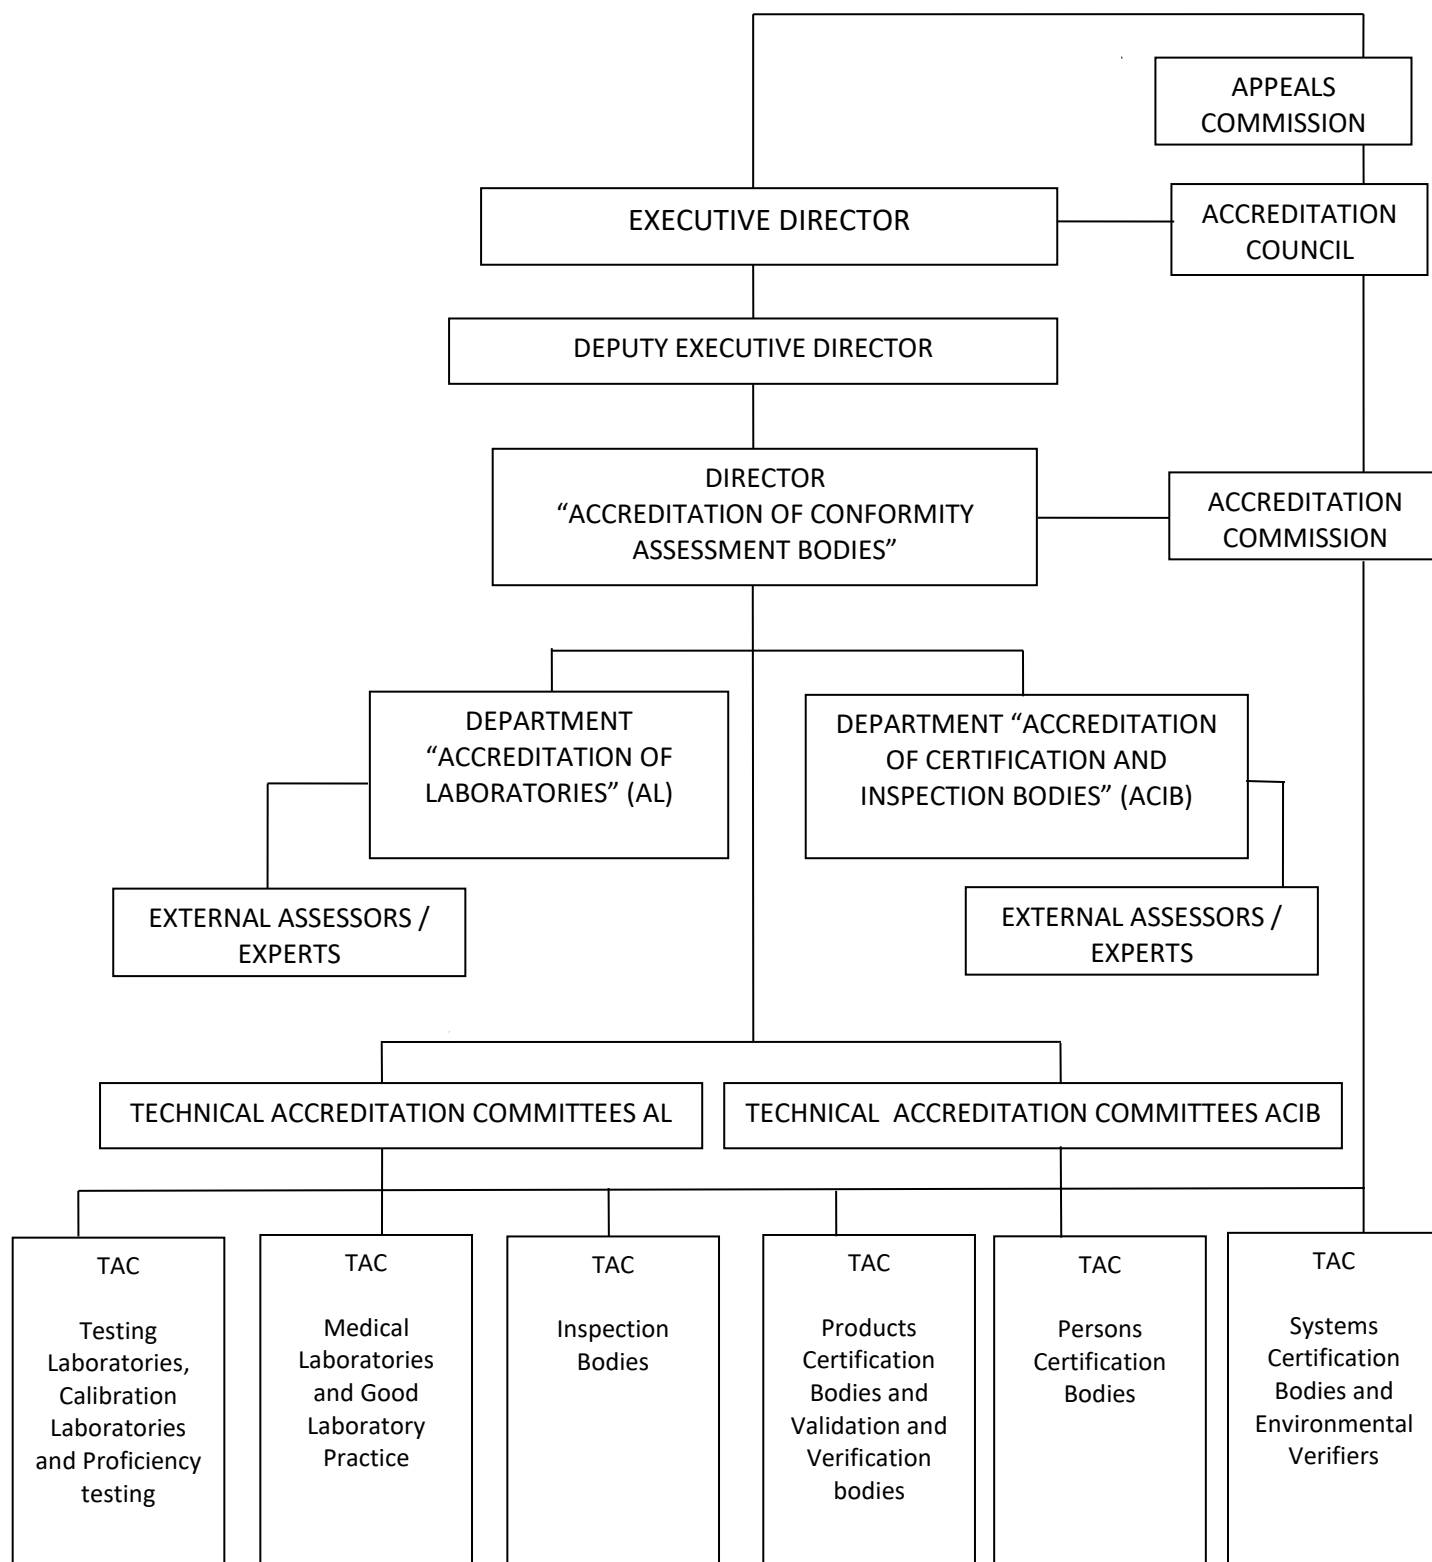 APPEALS
COMMISSION
EXECUTIVE DIRECTOR
ACCREDITATION
COUNCIL
DEPUTY EXECUTIVE DIRECTOR
DIRECTOR
“ACCREDITATION OF CONFORMITY
ASSESSMENT BODIES”
ACCREDITATION
COMMISSION
DEPARTMENT
“ACCREDITATION OF
LABORATORIES” (AL)
DEPARTMENT “ACCREDITATION
OF CERTIFICATION AND
INSPECTION BODIES” (ACIB)
EXTERNAL ASSESSORS /
EXPERTS
EXTERNAL ASSESSORS /
EXPERTS
TECHNICAL ACCREDITATION COMMITTEES AL
TECHNICAL  ACCREDITATION COMMITTEES ACIB
TAC
Testing
Laboratories,
Calibration
Laboratories
and Proficiency
testing
TAC
Medical
Laboratories
and Good
Laboratory
Practice
TAC
Inspection
Bodies
TAC
Products
Certification
Bodies and
Validation and
Verification
bodies
TAC
Persons
Certification
Bodies
TAC
Systems
Certification
Bodies and
Environmental
Verifiers